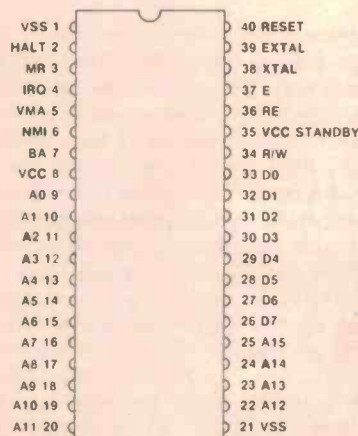 VSS 1
HALT 2
MR 3
IRQ 4
VMA 5
NMI 6
BA 7
VCC 8
A0 9
A1 10
A2 11
A3 12
A4 13
A5 14
A6 15
A7 16
A8 17
A9 18
A10 19
A11 20
40 RESET
39 EXTAL
38 XTAL
37 E
36 RE
35 VCC STANDBY
34 R/W
33 D0
32 D1
31 D2
30 D3
29 D4
28 D5
27 D6
26 D7
25 A15
24 A14
23 A13
22 A12
21 VSS